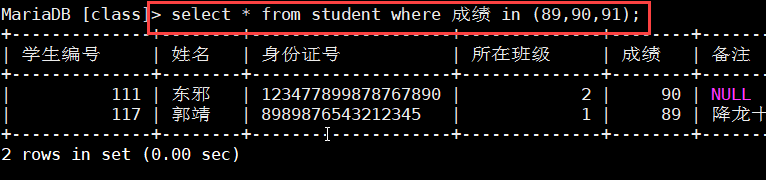 MariaDB [class]> select * from student where 成绩 in (89,90,91);
| 学生编号 | 姓名 | 身份证号 | 所在班级 | 成绩 | 备注
| 111 | 东邪 | 123477899878767890 | 2 | 90 | NULL
| 117 | 郭靖 | 8989876543212345 | 1 | 89 | 降龙十
2 rows in set (0.00 sec)